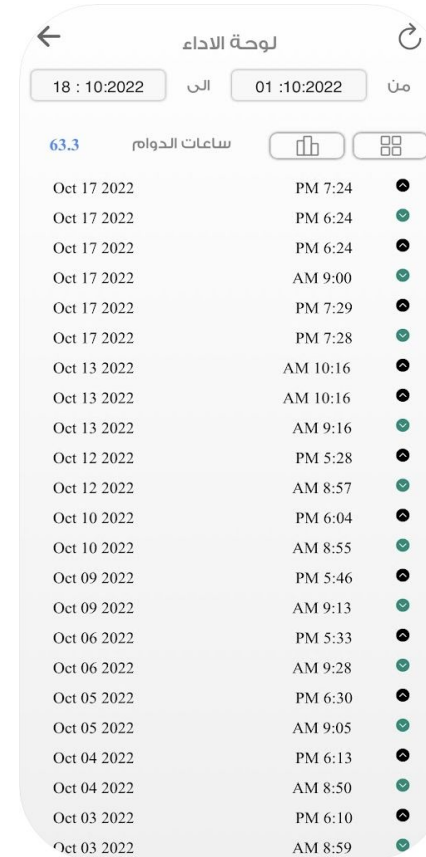 لوحة الاداء
من 01 :10:2022 الى 18 : 10:2022
ساعات الدوام 63.3
Oct 17 2022 PM 7:24
Oct 17 2022 PM 6:24
Oct 17 2022 PM 6:24
Oct 17 2022 AM 9:00
Oct 17 2022 PM 7:29
Oct 17 2022 PM 7:28
Oct 13 2022 AM 10:16
Oct 13 2022 AM 10:16
Oct 13 2022 AM 9:16
Oct 12 2022 PM 5:28
Oct 12 2022 AM 8:57
Oct 10 2022 PM 6:04
Oct 10 2022 AM 8:55
Oct 09 2022 PM 5:46
Oct 09 2022 AM 9:13
Oct 06 2022 PM 5:33
Oct 06 2022 AM 9:28
Oct 05 2022 PM 6:30
Oct 05 2022 AM 9:05
Oct 04 2022 PM 6:13
Oct 04 2022 AM 8:50
Oct 03 2022 PM 6:10
Oct 03 2022 AM 8:59